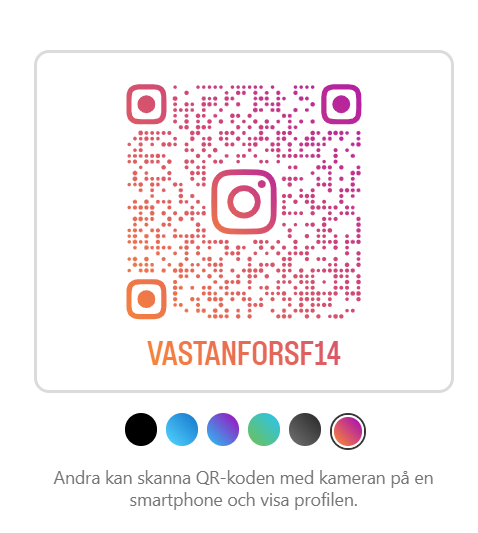 VASTANFORSF14
Andra kan skanna QR-koden med kameran på en
smartphone och visa profilen.